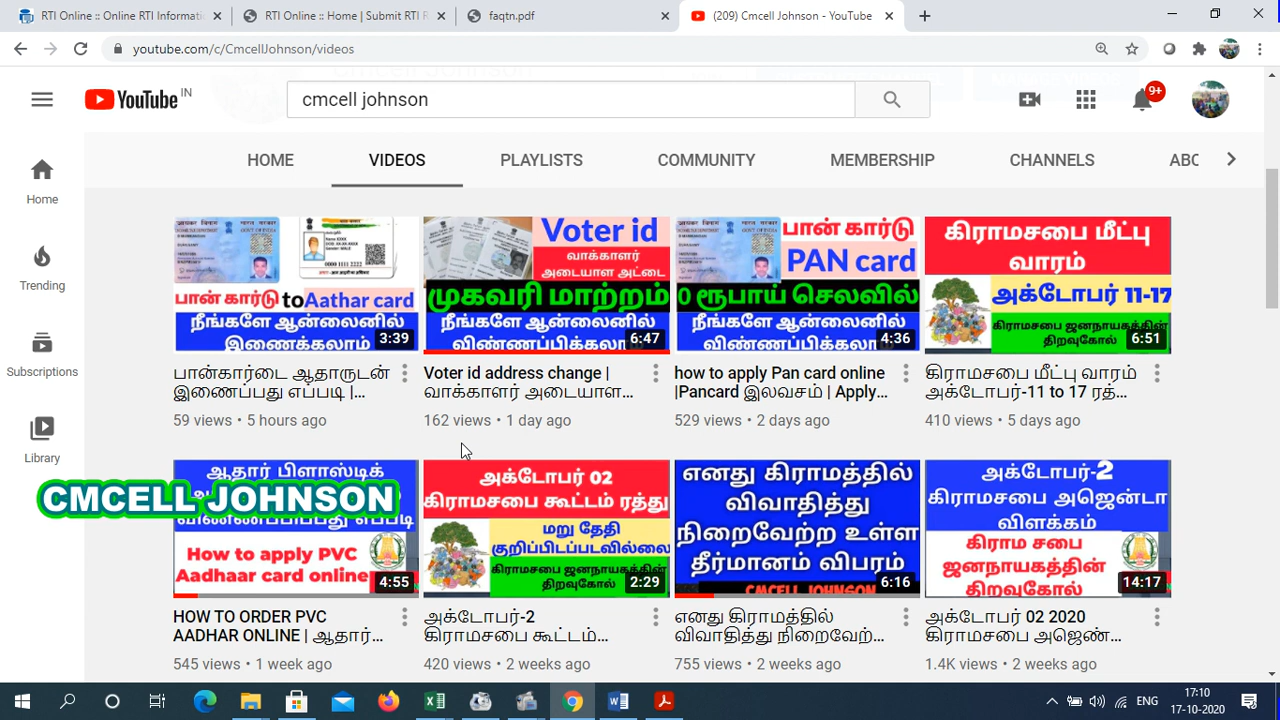 RTI Online :: Online RTI Informati
RTI Online :: Home | Submit RTI R
faqtn.pdf
(209) Cmcell Johnson - YouTube
youtube.com/c/CmcellJohnson/videos
YouTube IN
cmcell johnson
9+
HOME VIDEOS PLAYLISTS COMMUNITY MEMBERSHIP CHANNELS ABC
Home
Trending
Subscriptions
Library
பான் கார்டு to Aathar card
நீங்களே ஆன்லைனில்
இணைக்கலாம்
3:39
பான்கார்டை ஆதாருடன்
இணைப்பது எப்படி |...
59 views • 5 hours ago
Voter id
வாக்காளர்
அடையாள அட்டை
முகவரி மாற்றம்
நீங்களே ஆன்லைனில்
விண்ணப்பிக்கலா
6:47
Voter id address change |
வாக்காளர் அடையாள...
162 views • 1 day ago
பான் கார்டு
PAN card
0 ரூபாய் செலவில்
நீங்களே ஆன்லைனில்
விண்ணப்பிக்கலா
4:36
how to apply Pan card online
|Pancard இலவசம் | Apply...
529 views • 2 days ago
கிராமசபை மீட்பு
வாரம்
அக்டோபர் 11-17
கிராமசபை ஜனநாயகத்தின்
திறவுகோல்
6:51
கிராமசபை மீட்பு வாரம்
அக்டோபர்-11 to 17 ரத்...
410 views • 5 days ago
ஆதார் பிளாஸ்டிக்
CMCELL JOHNSON
விண்ணப்பிப்பது எப்படி
How to apply PVC
Aadhaar card online
4:55
HOW TO ORDER PVC
AADHAR ONLINE | ஆதார்...
545 views • 1 week ago
அக்டோபர் 02
கிராமசபை கூட்டம் ரத்து
மறு தேதி
குறிப்பிடப்படவில்லை
கிராமசபை ஜனநாயகத்தின்
திறவுகோல்
2:29
அக்டோபர்-2
கிராமசபை கூட்டம்...
420 views • 2 weeks ago
எனது கிராமத்தில்
விவாதித்து
நிறைவேற்ற உள்ள
தீர்மானம் விபரம்
CMCELL JOHNSON
6:16
எனது கிராமத்தில்
விவாதித்து நிறைவேற்...
755 views • 2 weeks ago
அக்டோபர்-2
கிராமசபை அஜென்டா
விளக்கம்
கிராம சபை
ஜனநாயகத்தின்
திறவுகோல்
14:17
அக்டோபர் 02 2020
கிராமசபை அஜெண்...
1.4K views • 2 weeks ago
ENG
17:10
17-10-2020